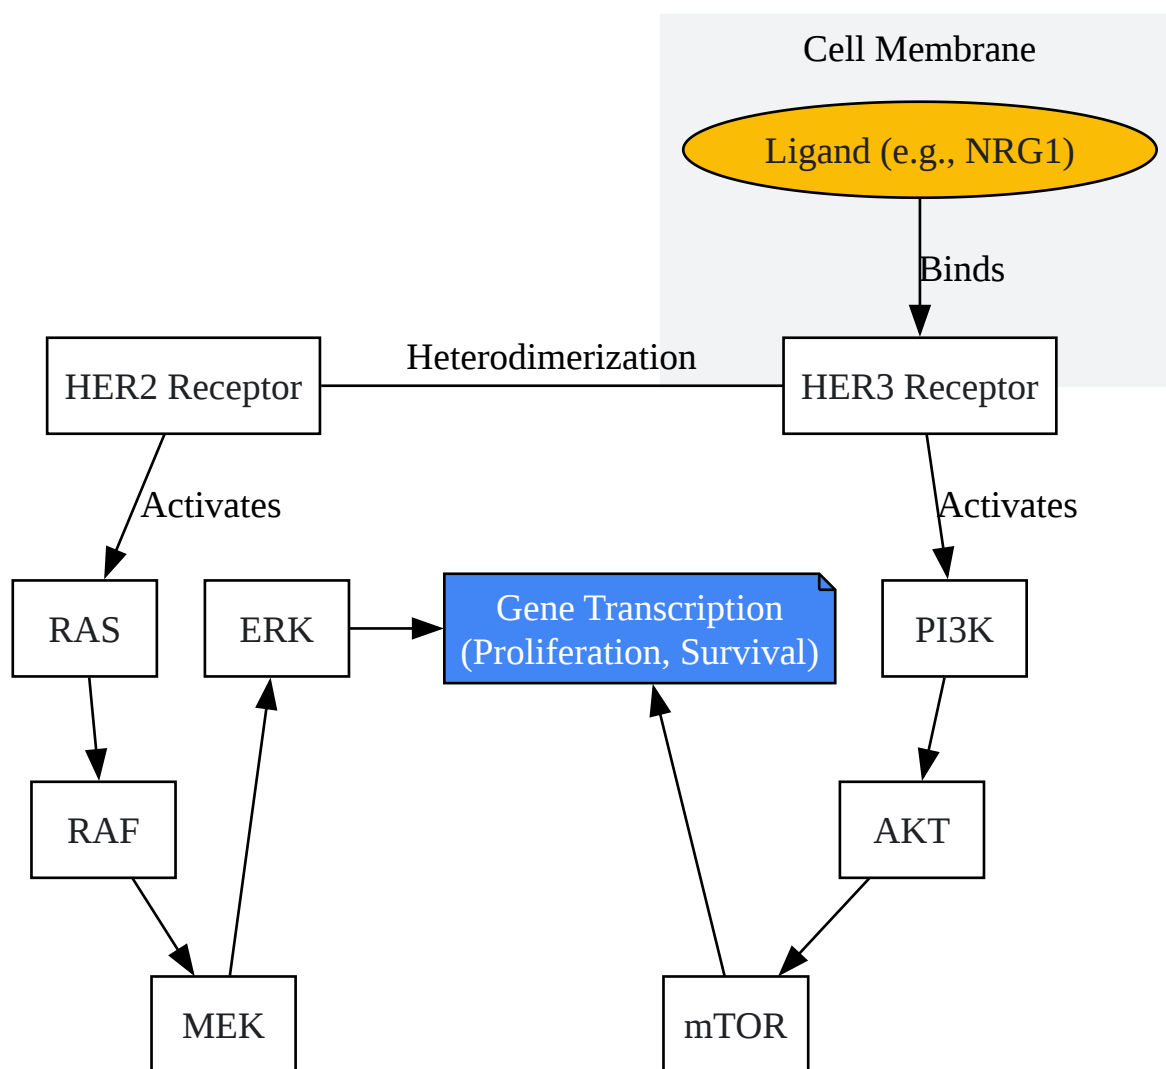 Cell Membrane
Ligand (e.g., NRG1)
Binds
Heterodimerization
HER2 Receptor
HER3 Receptor
Activates
Activates
RAS
ERK
Gene Transcription
(Proliferation, Survival)
PI3K
RAF
AKT
MEK
mTOR